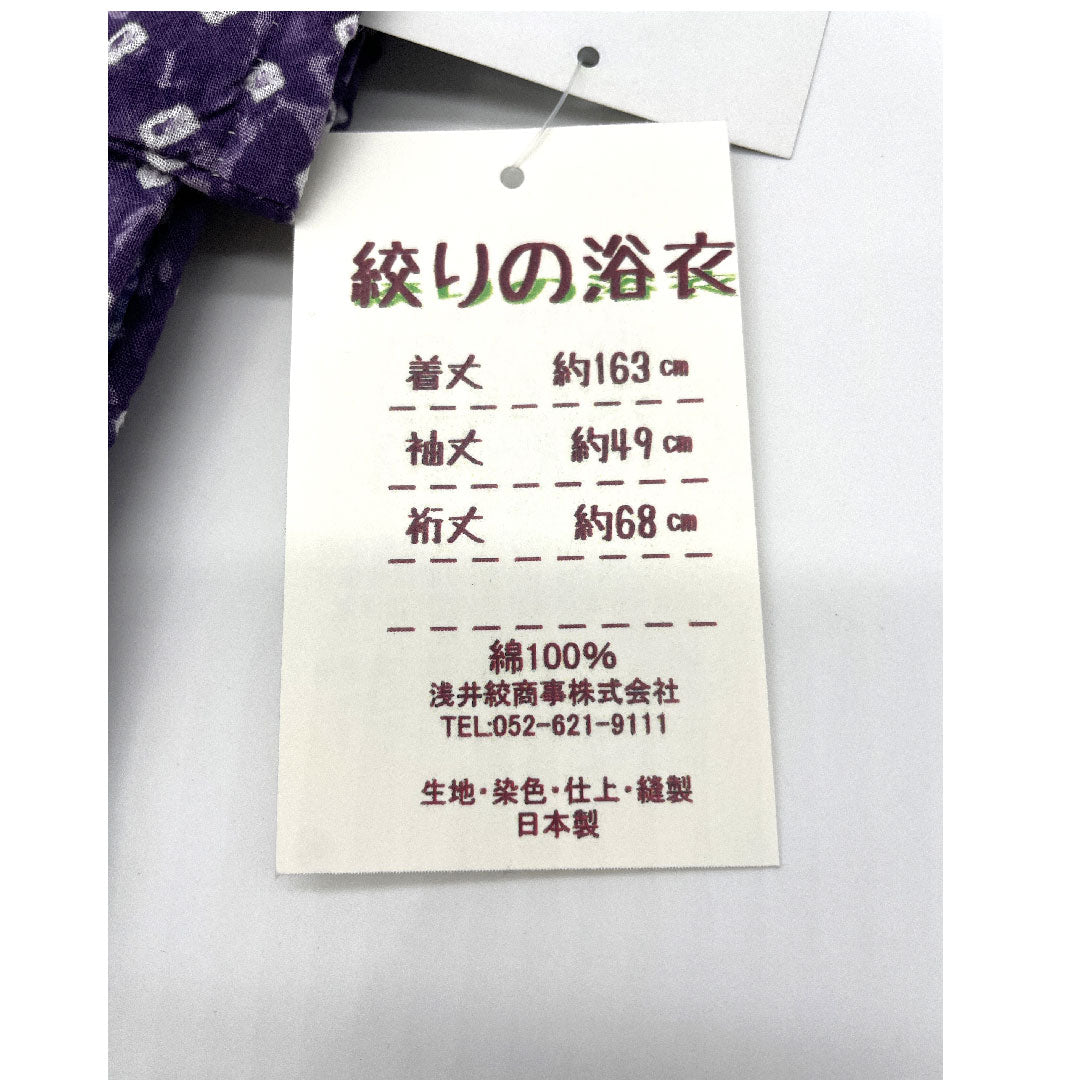 絞りの浴衣
着丈 約163cm
袖丈 約49cm
裄丈 約68cm
綿100%
浅井絞商事株式会社
TEL:052-621-9111
生地・染色・仕上・縫製
日本製